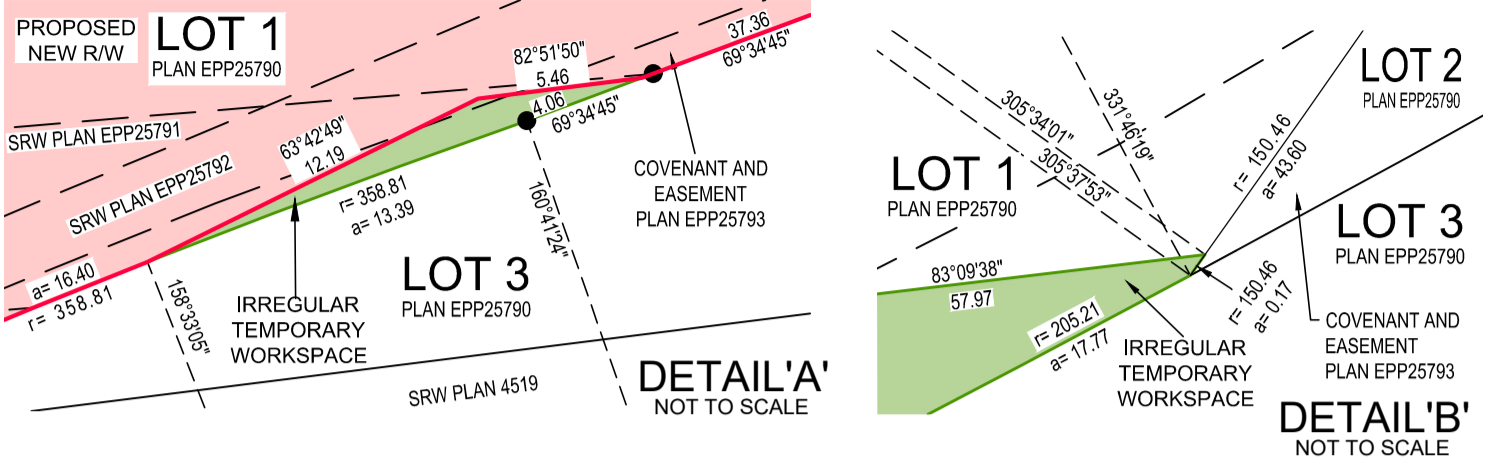 PROPOSED
NEW R/W
LOT 1
PLAN EPP25790
SRW PLAN EPP25791
SRW PLAN EPP25792
63°42'49"
12.19
82°51'50"
5.46
4.06
69°34'45"
37.36
69°34'45"
r= 358.81
a= 13.39
a= 16.40
r= 358.81
158°33'05"
160°41'24"
COVENANT AND
EASEMENT
PLAN EPP25793
IRREGULAR
TEMPORARY
WORKSPACE
LOT 3
PLAN EPP25790
SRW PLAN 4519
DETAIL'A'
NOT TO SCALE
LOT 2
PLAN EPP25790
305°34'01"
305°37'53"
331°46'19"
r= 150.46
a= 43.60
LOT 1
PLAN EPP25790
LOT 3
PLAN EPP25790
83°09'38"
57.97
r= 205.21
a= 17.77
r= 150.46
a= 0.17
IRREGULAR
TEMPORARY
WORKSPACE
COVENANT AND
EASEMENT
PLAN EPP25793
DETAIL'B'
NOT TO SCALE